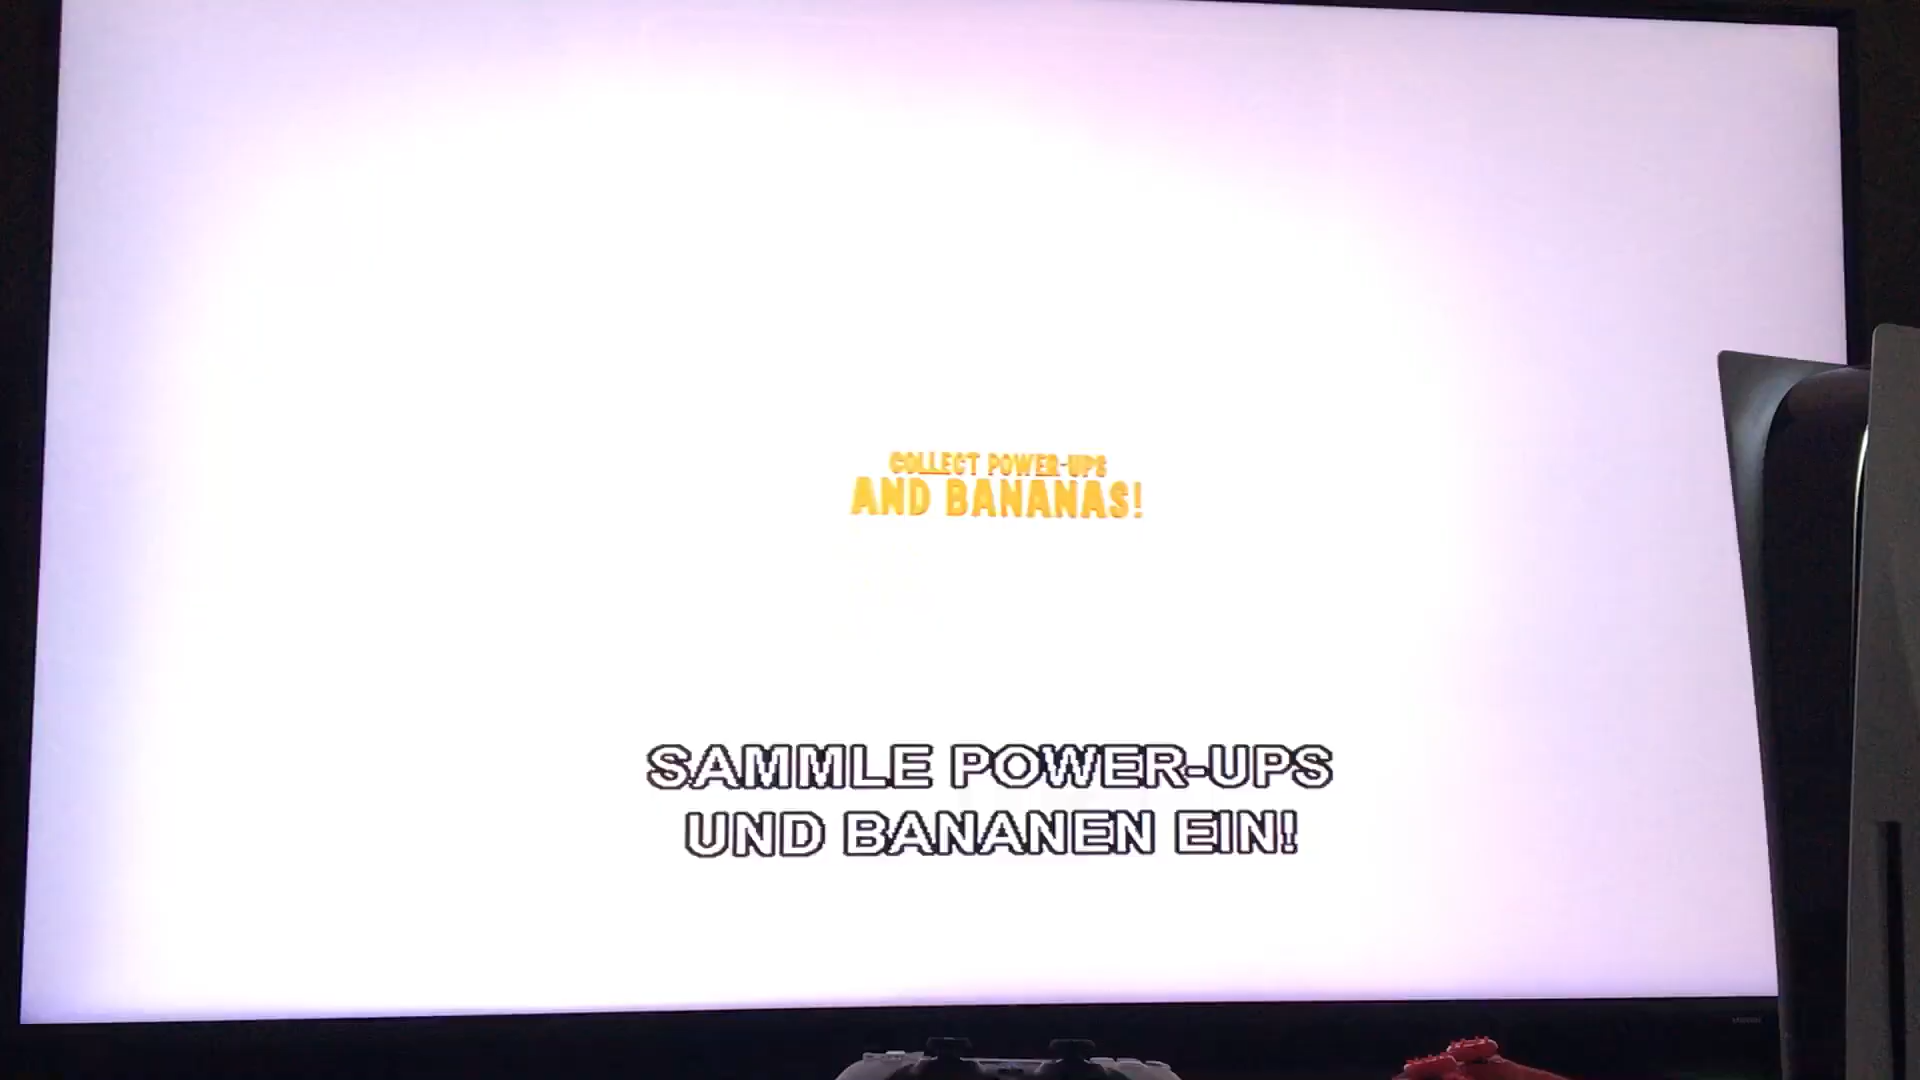 COLLECT POWER-UPS
AND BANANAS!
SAMMLE POWER-UPS
UND BANANEN EIN!